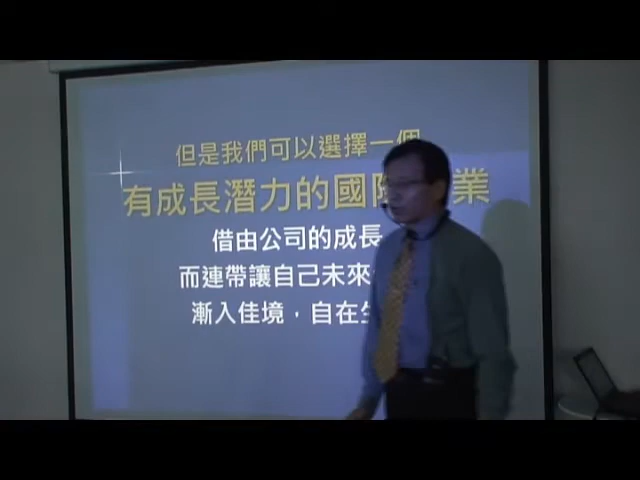 但是我們可以選擇一個
有成長潛力的國際業
借由公司的成長
而連帶讓自己未來
漸入佳境，自在